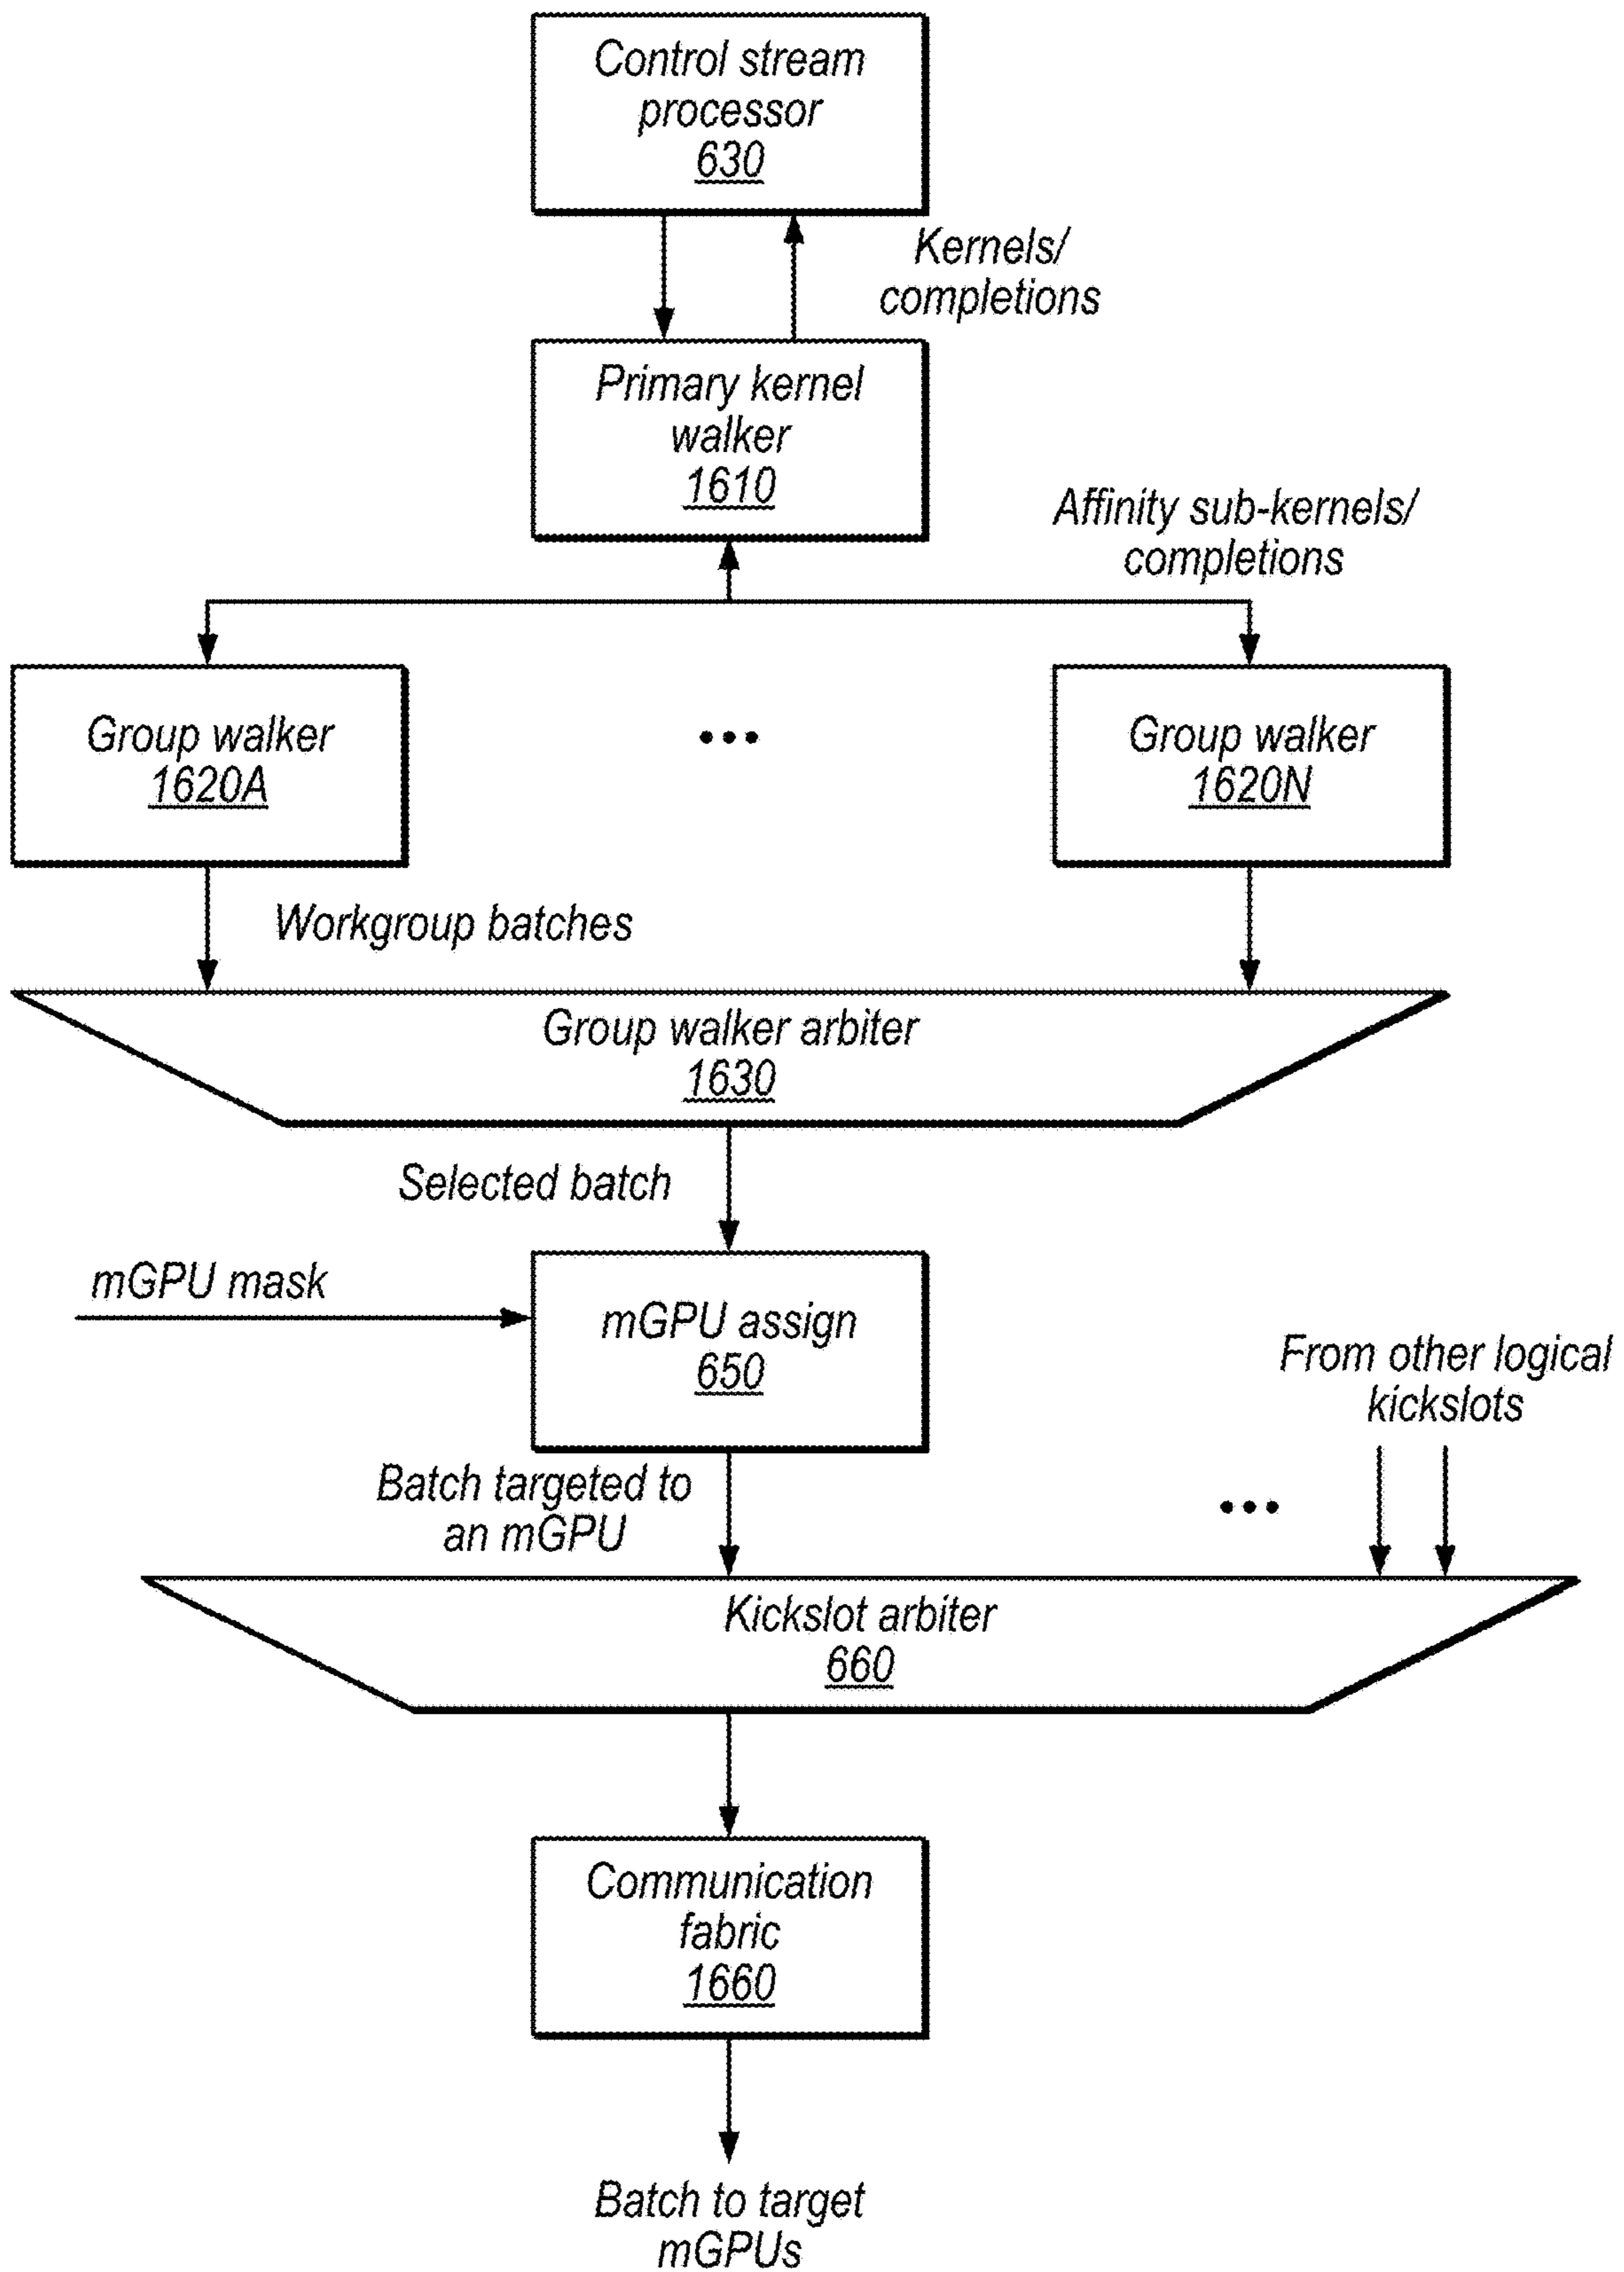 Control stream
processor
630
Kernels/
completions
Primary kernel
walker
1610
Affinity sub-kernels/
completions
Group walker
1620A
...
Group walker
1620N
Workgroup batches
Group walker arbiter
1630
Selected batch
mGPU mask
mGPU assign
650
From other logical
kickslots
Batch targeted to
an mGPU
...
Kickslot arbiter
660
Communication
fabric
1660
Batch to target
mGPUs